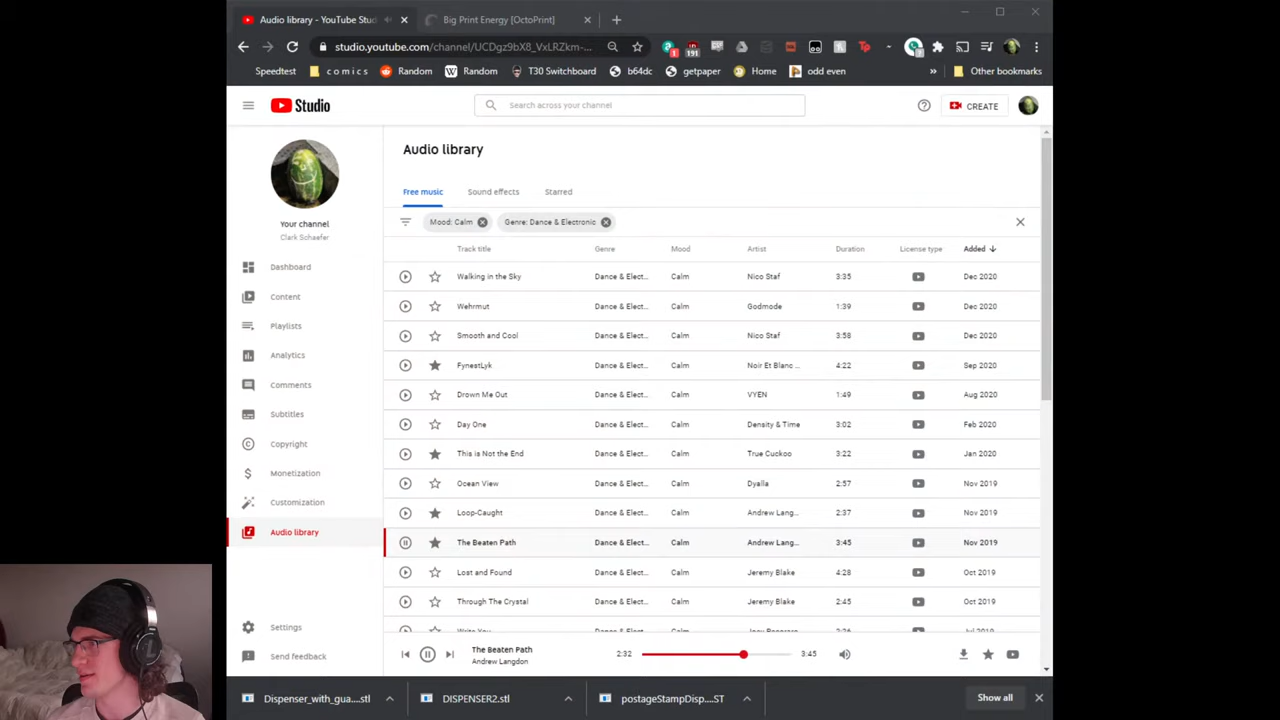 Audio library - YouTube Stud
Big Print Energy [OctoPrint]
studio.youtube.com/channel/UCDgz9bX8_VxLRZkm-...
1
191
Speedtest
c o m i c s
Random
Random
T30 Switchboard
b64dc
getpaper
Home
odd even
»
Other bookmarks
Studio
Search across your channel
CREATE
Your channel
Clark Schaefer
Dashboard
Content
Playlists
Analytics
Comments
Subtitles
Copyright
Monetization
Customization
Audio library
Settings
Send feedback
Audio library
Free music Sound effects Starred
Mood: Calm Genre: Dance & Electronic
Track title Genre Mood Artist Duration License type Added
Walking in the Sky Dance & Elect... Calm Nico Staf 3:35 Dec 2020
Wehrmut Dance & Elect... Calm Godmode 1:39 Dec 2020
Smooth and Cool Dance & Elect... Calm Nico Staf 3:58 Dec 2020
FynestLyk Dance & Elect... Calm Noir Et Blanc ... 4:22 Sep 2020
Drown Me Out Dance & Elect... Calm VYEN 1:49 Aug 2020
Day One Dance & Elect... Calm Density & Time 3:02 Feb 2020
This is Not the End Dance & Elect... Calm True Cuckoo 3:22 Jan 2020
Ocean View Dance & Elect... Calm Dyalla 2:57 Nov 2019
Loop-Caught Dance & Elect... Calm Andrew Lang... 2:37 Nov 2019
The Beaten Path Dance & Elect... Calm Andrew Lang... 3:45 Nov 2019
Lost and Found Dance & Elect... Calm Jeremy Blake 4:28 Oct 2019
Through The Crystal Dance & Elect... Calm Jeremy Blake 2:45 Oct 2019
The Beaten Path
Andrew Langdon
2:32
3:45
Dispenser_with_gua....stl
DISPENSER2.stl
postageStampDisp....ST
Show all